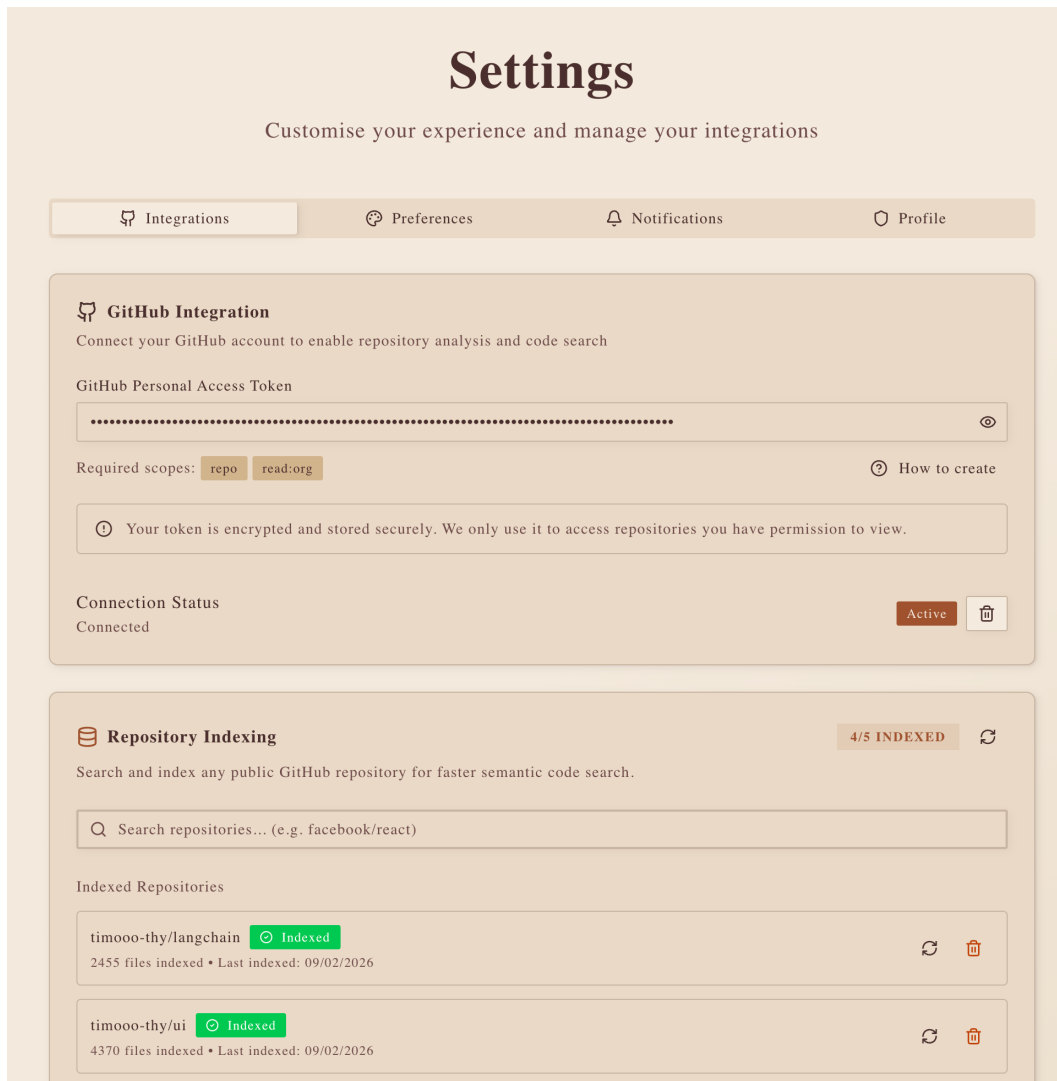 Settings
Customise your experience and manage your integrations
Integrations
Preferences
Notifications
Profile
GitHub Integration
Connect your GitHub account to enable repository analysis and code search
GitHub Personal Access Token
Required scopes: repo read:org
How to create
Your token is encrypted and stored securely. We only use it to access repositories you have permission to view.
Connection Status
Connected
Active
Repository Indexing
4/5 INDEXED
Search and index any public GitHub repository for faster semantic code search.
Search repositories... (e.g. facebook/react)
Indexed Repositories
timooo-thy/langchain Indexed
2455 files indexed • Last indexed: 09/02/2026
timooo-thy/ui Indexed
4370 files indexed • Last indexed: 09/02/2026